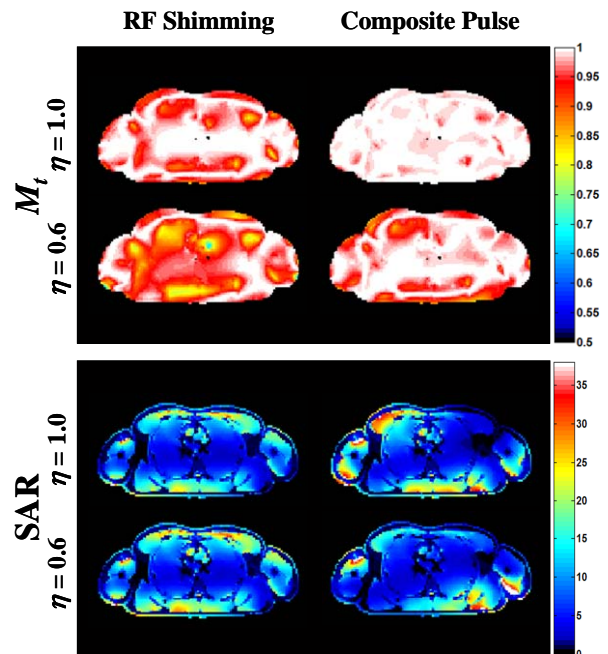 RF Shimming Composite Pulse
M_t
η = 1.0
η = 0.6
1
0.95
0.9
0.85
0.8
0.75
0.7
0.65
0.6
0.55
0.5
SAR
η = 1.0
η = 0.6
35
30
25
20
15
10
5
0